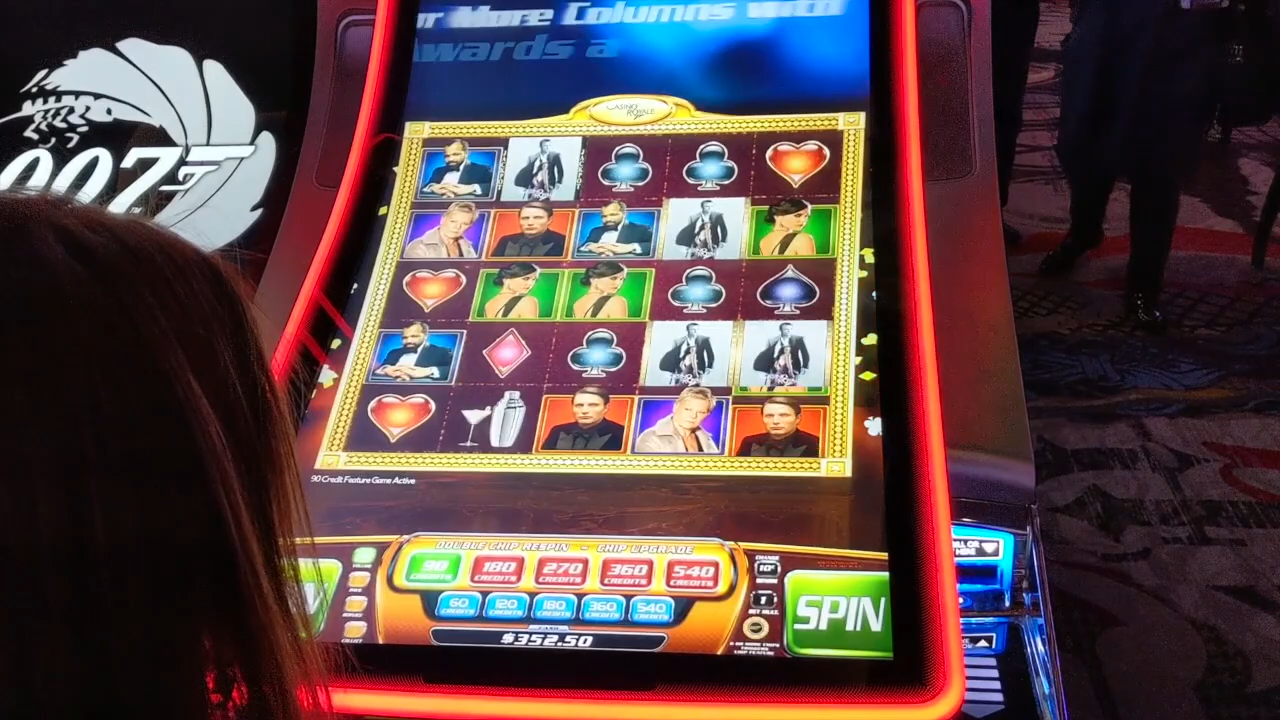 or More Columns with
Awards a
CASINO ROYALE
007
90 Credit Feature Game Active
DOUBLE CHIP RESPIN - CHIP UPGRADE
90 CREDITS
180 CREDITS
270 CREDITS
360 CREDITS
540 CREDITS
60 CREDITS
120 CREDITS
180 CREDITS
360 CREDITS
540 CREDITS
CASH
$352.50
CHANGE
10¢
1
BET MULT.
SPIN
COLLECT